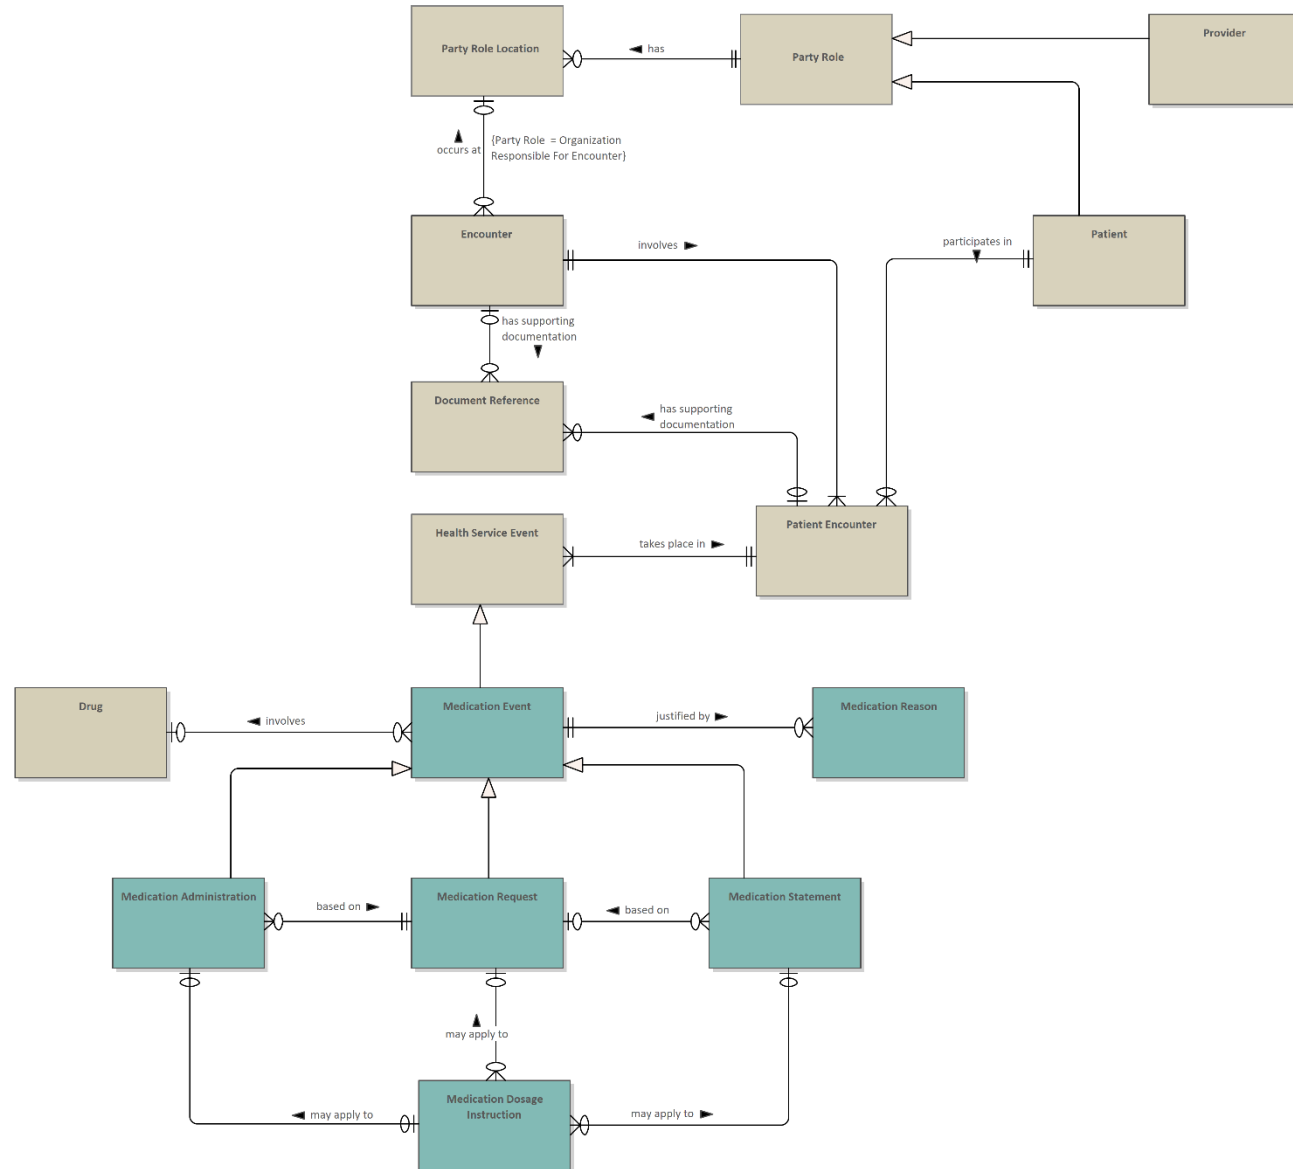 Party Role Location
◄ has
Party Role
Provider
▲
occurs at
{Party Role = Organization
Responsible For Encounter}
Encounter
involves ►
participates in
▼
Patient
has supporting
documentation
▼
Document Reference
◄ has supporting
documentation
Health Service Event
takes place in ►
Patient Encounter
Drug
◄ involves
Medication Event
justified by ►
Medication Reason
Medication Administration
based on ►
Medication Request
◄ based on
Medication Statement
▲
may apply to
◄ may apply to
Medication Dosage
Instruction
may apply to ►